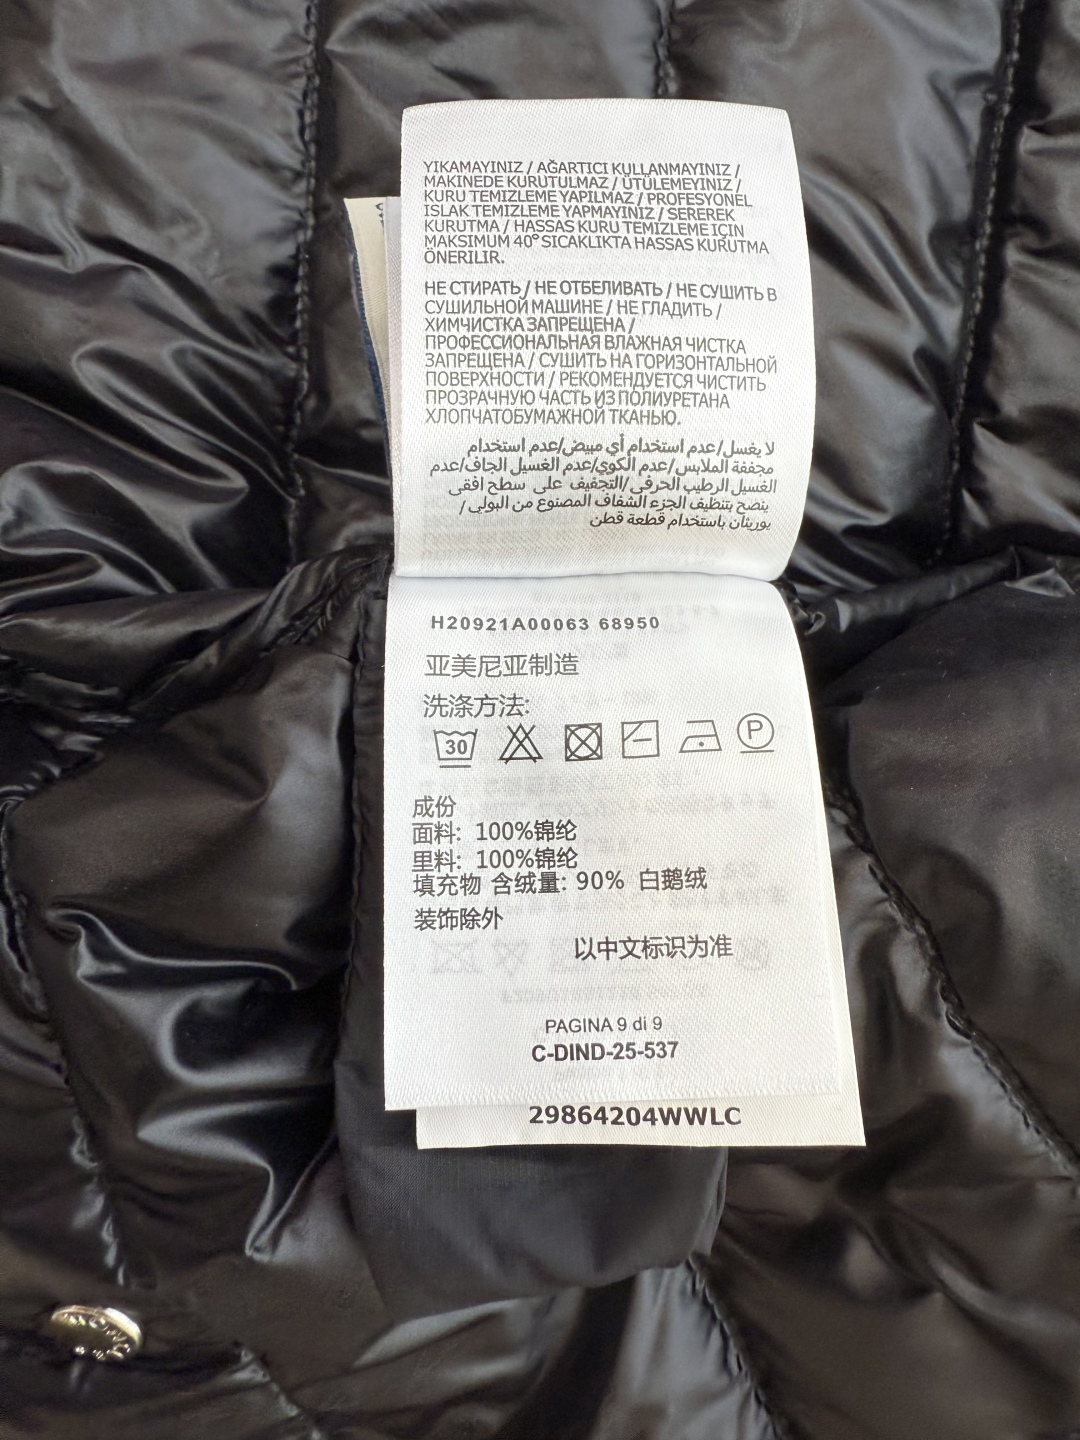 YIKAMAYINIZ / AĞARTICI KULLANMAYINIZ /
MAKINEDE KURUTULMAZ / ÜTÜLEMEYINIZ /
KURU TEMIZLEME YAPILMAZ / PROFESYONEL
ISLAK TEMIZLEME YAPMAYINIZ / SEREREK
KURUTMA / HASSAS KURU TEMIZLEME IÇIN
MAKSIMUM 40° SICAKLIKTA HASSAS KURUTMA
ÖNERILIR.
НЕ СТИРАТЬ / НЕ ОТБЕЛИВАТЬ / НЕ СУШИТЬ В
СУШИЛЬНОЙ МАШИНЕ / НЕ ГЛАДИТЬ /
ХИМЧИСТКА ЗАПРЕЩЕНА /
ПРОФЕССИОНАЛЬНАЯ ВЛАЖНАЯ ЧИСТКА
ЗАПРЕЩЕНА / СУШИТЬ НА ГОРИЗОНТАЛЬНОЙ
ПОВЕРХНОСТИ / РЕКОМЕНДУЕТСЯ ЧИСТИТЬ
ПРОЗРАЧНУЮ ЧАСТЬ ИЗ ПОЛИУРЕТАНА
ХЛОПЧАТОБУМАЖНОЙ ТКАНЬЮ.
لا يغسل/عدم استخدام أي مبيض/عدم استخدام
مجففة الملابس/عدم الكوي/عدم الغسيل الجاف/عدم
الغسيل الرطيب الحرفى/التجفيف على سطح افقى
ينصح بتنظيف الجزء الشفاف المصنوع من البولي/
يوريثان باستخدام قطعة قطن
H20921A00063 68950
亚美尼亚制造
洗涤方法:
30 P
成份
面料: 100%锦纶
里料: 100%锦纶
填充物 含绒量: 90% 白鹅绒
装饰除外
以中文标识为准
PAGINA 9 di 9
C-DIND-25-537
29864204WWLC